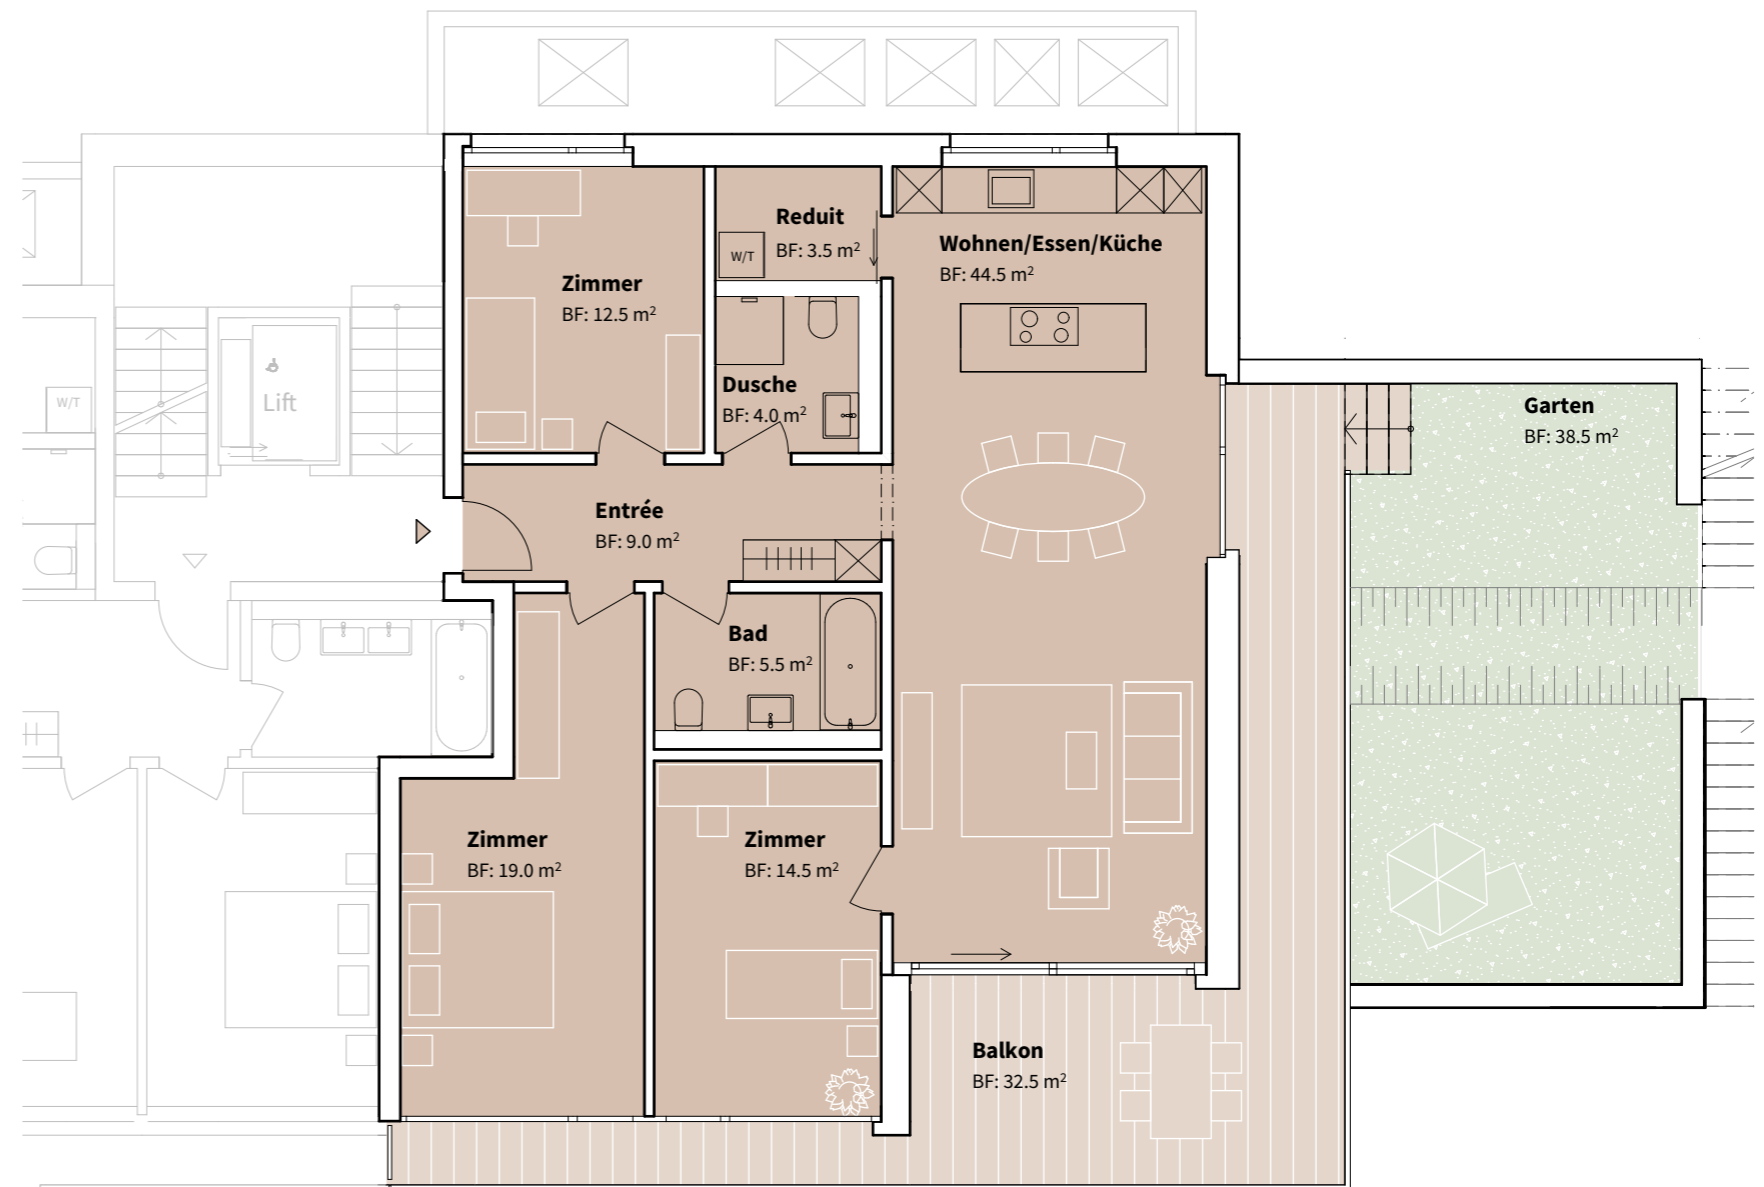 Reduit
BF: 3.5 m²
W/T
Wohnen/Essen/Küche
BF: 44.5 m²
Zimmer
BF: 12.5 m²
Dusche
BF: 4.0 m²
W/T
Lift
Garten
BF: 38.5 m²
Entrée
BF: 9.0 m²
Bad
BF: 5.5 m²
Zimmer
BF: 19.0 m²
Zimmer
BF: 14.5 m²
Balkon
BF: 32.5 m²